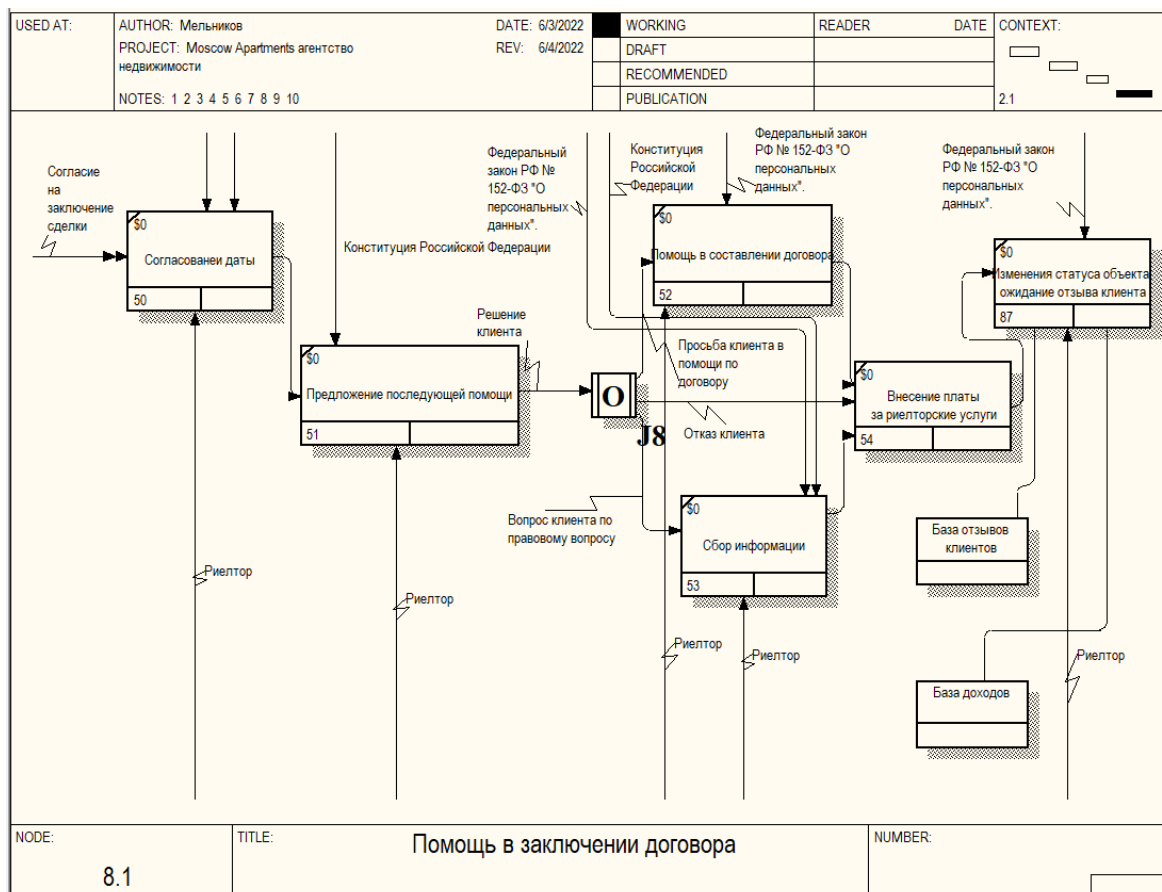 USED AT:
AUTHOR: Мельников
DATE: 6/3/2022
PROJECT: Moscow Apartments агентство
недвижимости
REV: 6/4/2022
NOTES: 1 2 3 4 5 6 7 8 9 10
WORKING
DRAFT
RECOMMENDED
PUBLICATION
READER
DATE
CONTEXT:
2.1
Согласие
на
заключение
сделки
$0
Согласованеи даты
50
Конституция Российской Федерации
Федеральный
закон РФ №
152-ФЗ "О
персональных
данных".
Конституция
Российской
Федерации
Федеральный закон
РФ № 152-ФЗ "О
персональных
данных".
Федеральный закон
РФ № 152-ФЗ "О
персональных
данных".
$0
Помощь в составлении договора
52
$0
Изменения статуса объекта
ожидание отзыва клиента
87
Решение
клиента
$0
Предложение последующей помощи
51
O
J8
Просьба клиента в
помощи по
договору
Отказ клиента
$0
Внесение платы
за риелторские услуги
54
Вопрос клиента по
правовому вопросу
$0
Сбор информации
53
База отзывов
клиентов
Риелтор
Риелтор
Риелтор
Риелтор
Риелтор
База доходов
NODE:
8.1
TITLE:
Помощь в заключении договора
NUMBER: